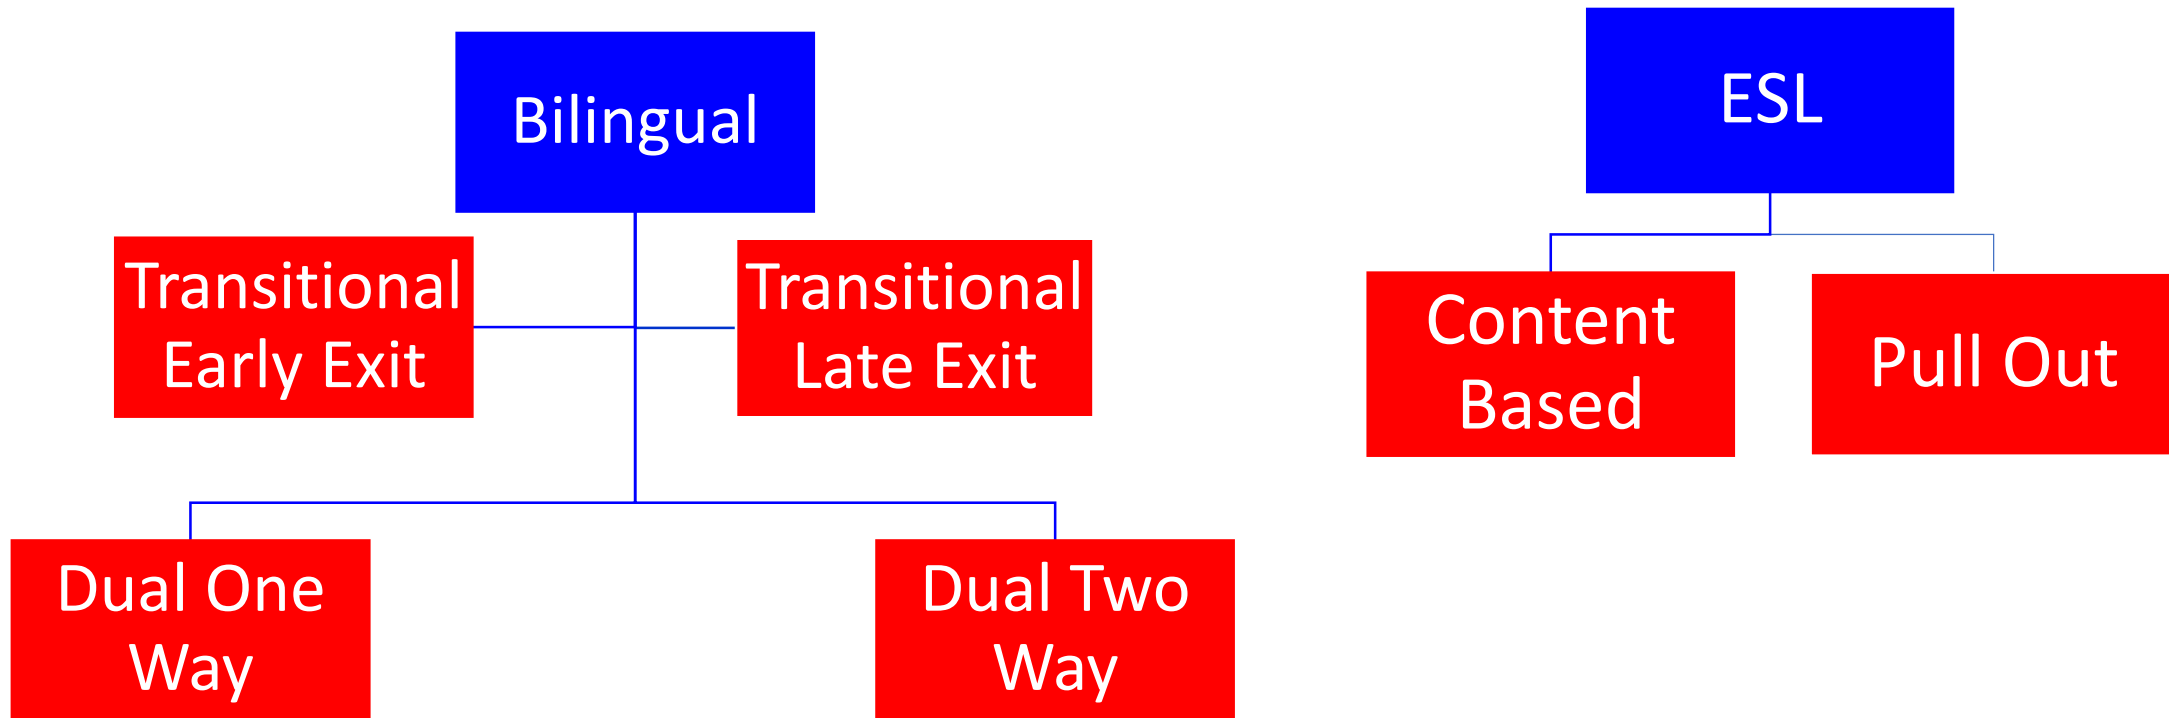 Bilingual
Transitional
Early Exit
Transitional
Late Exit
Dual One
Way
Dual Two
Way
ESL
Content
Based
Pull Out